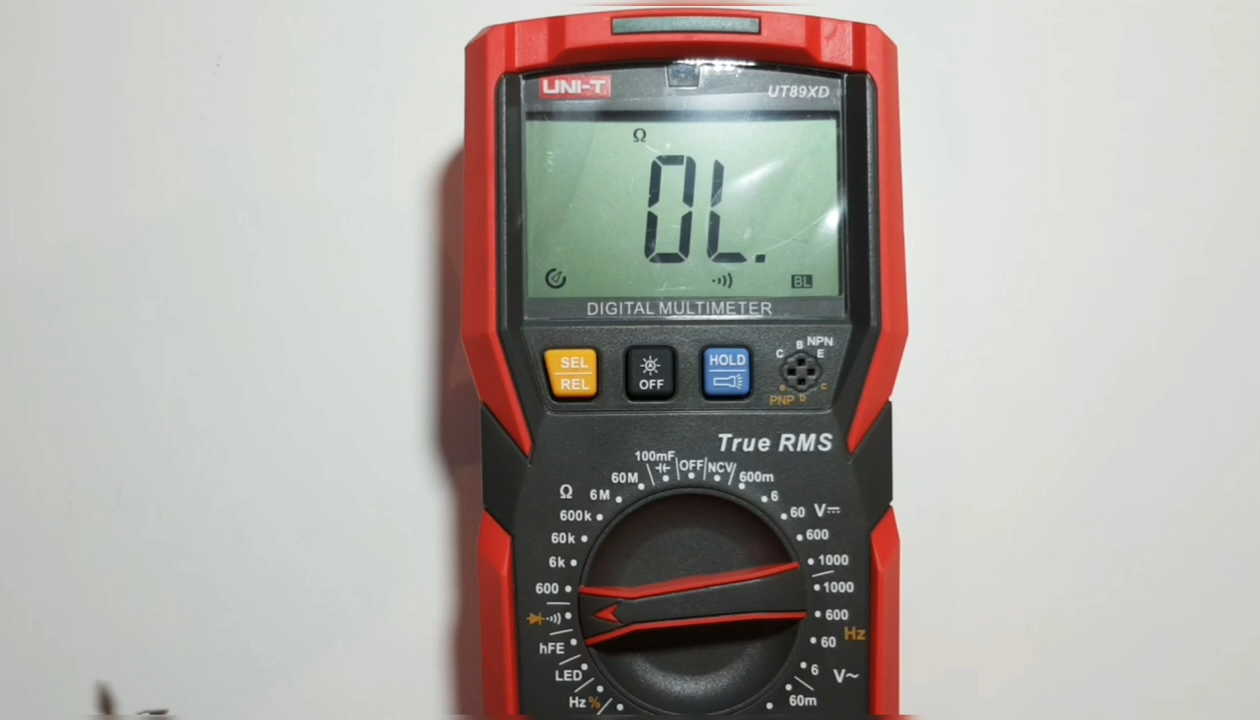 UNI-T
UT89XD
Ω
0L.
BL
DIGITAL MULTIMETER
SEL
REL
OFF
HOLD
NPN
B
C
E
e
c
PNP
b
True RMS
100mF
OFF
NCV
600m
60M
6M
Ω
6
600k
60
V
60k
600
6k
1000
600
1000
600
Hz
60
hFE
6
V~
LED
Hz%
60m